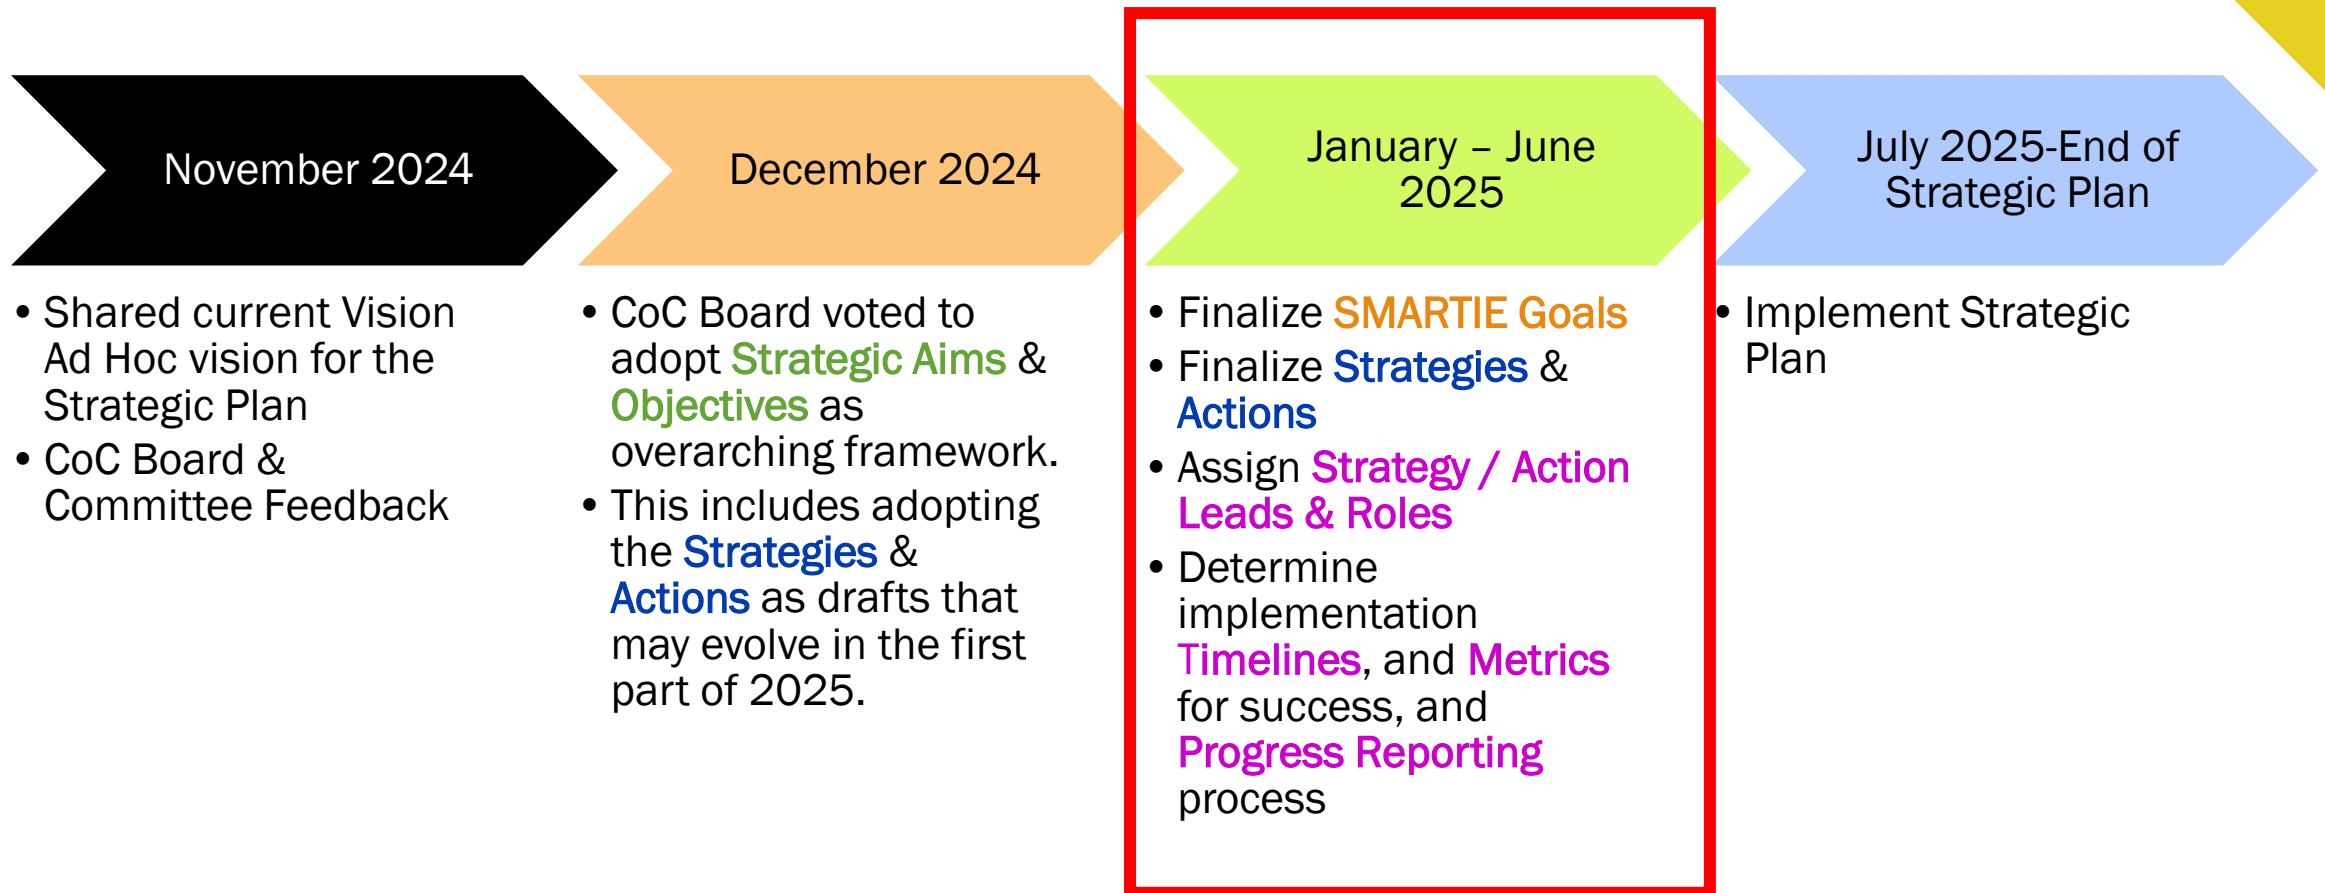 November 2024
• Shared current Vision
Ad Hoc vision for the
Strategic Plan
• CoC Board &
Committee Feedback
December 2024
• CoC Board voted to
adopt Strategic Aims &
Objectives as
overarching framework.
• This includes adopting
the Strategies &
Actions as drafts that
may evolve in the first
part of 2025.
January – June
2025
• Finalize SMARTIE Goals
• Finalize Strategies &
Actions
• Assign Strategy / Action
Leads & Roles
• Determine
implementation
Timelines, and Metrics
for success, and
Progress Reporting
process
July 2025-End of
Strategic Plan
• Implement Strategic
Plan